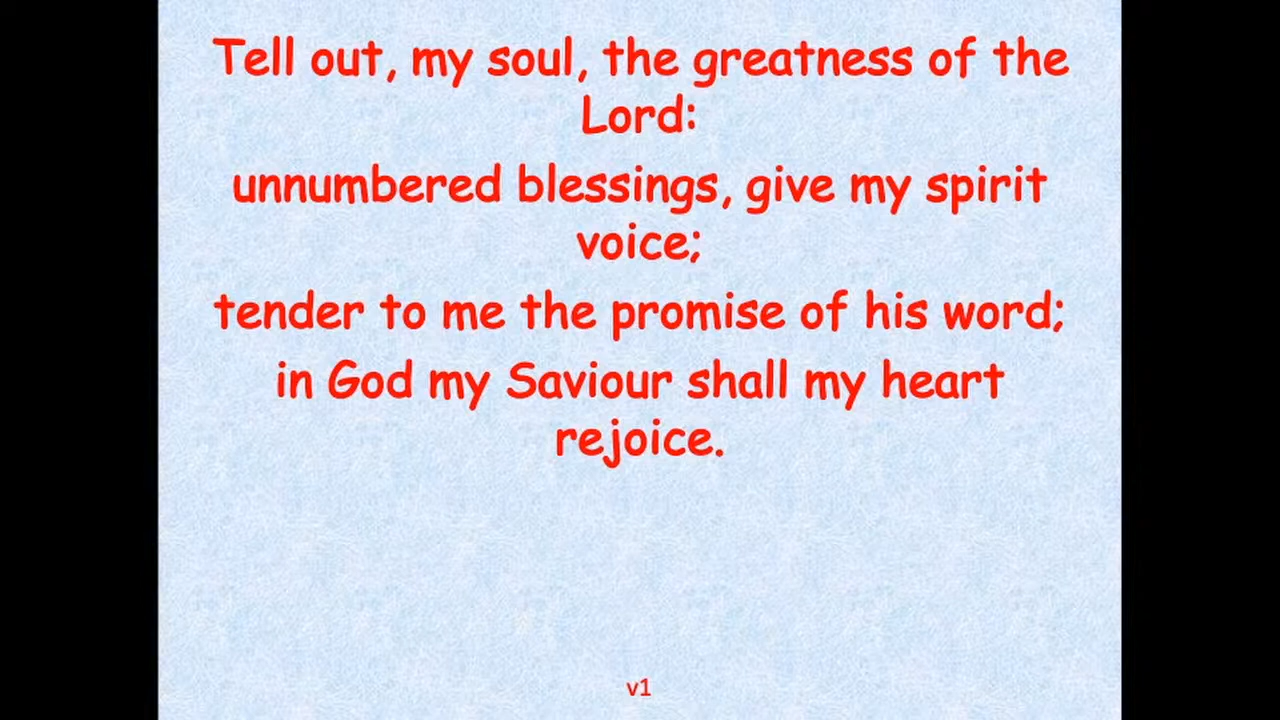 Tell out, my soul, the greatness of the
Lord:
unnumbered blessings, give my spirit
voice;
tender to me the promise of his word;
in God my Saviour shall my heart
rejoice.
v1